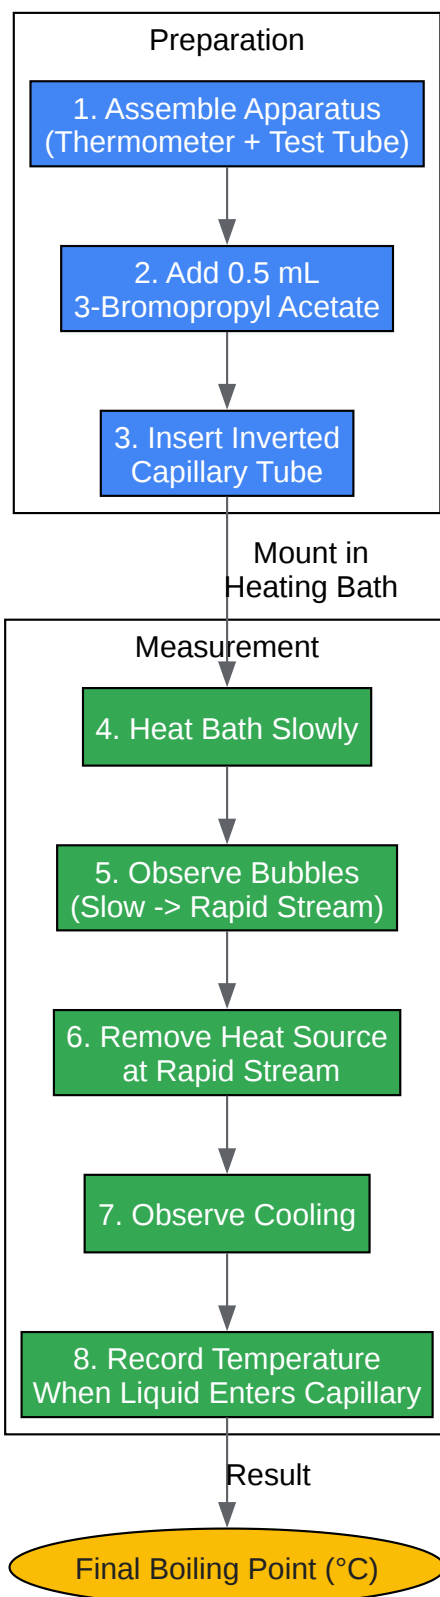 Preparation
1. Assemble Apparatus
(Thermometer + Test Tube)
2. Add 0.5 mL
3-Bromopropyl Acetate
3. Insert Inverted
Capillary Tube
Mount in
Heating Bath
Measurement
4. Heat Bath Slowly
5. Observe Bubbles
(Slow -> Rapid Stream)
6. Remove Heat Source
at Rapid Stream
7. Observe Cooling
8. Record Temperature
When Liquid Enters Capillary
Result
Final Boiling Point (°C)